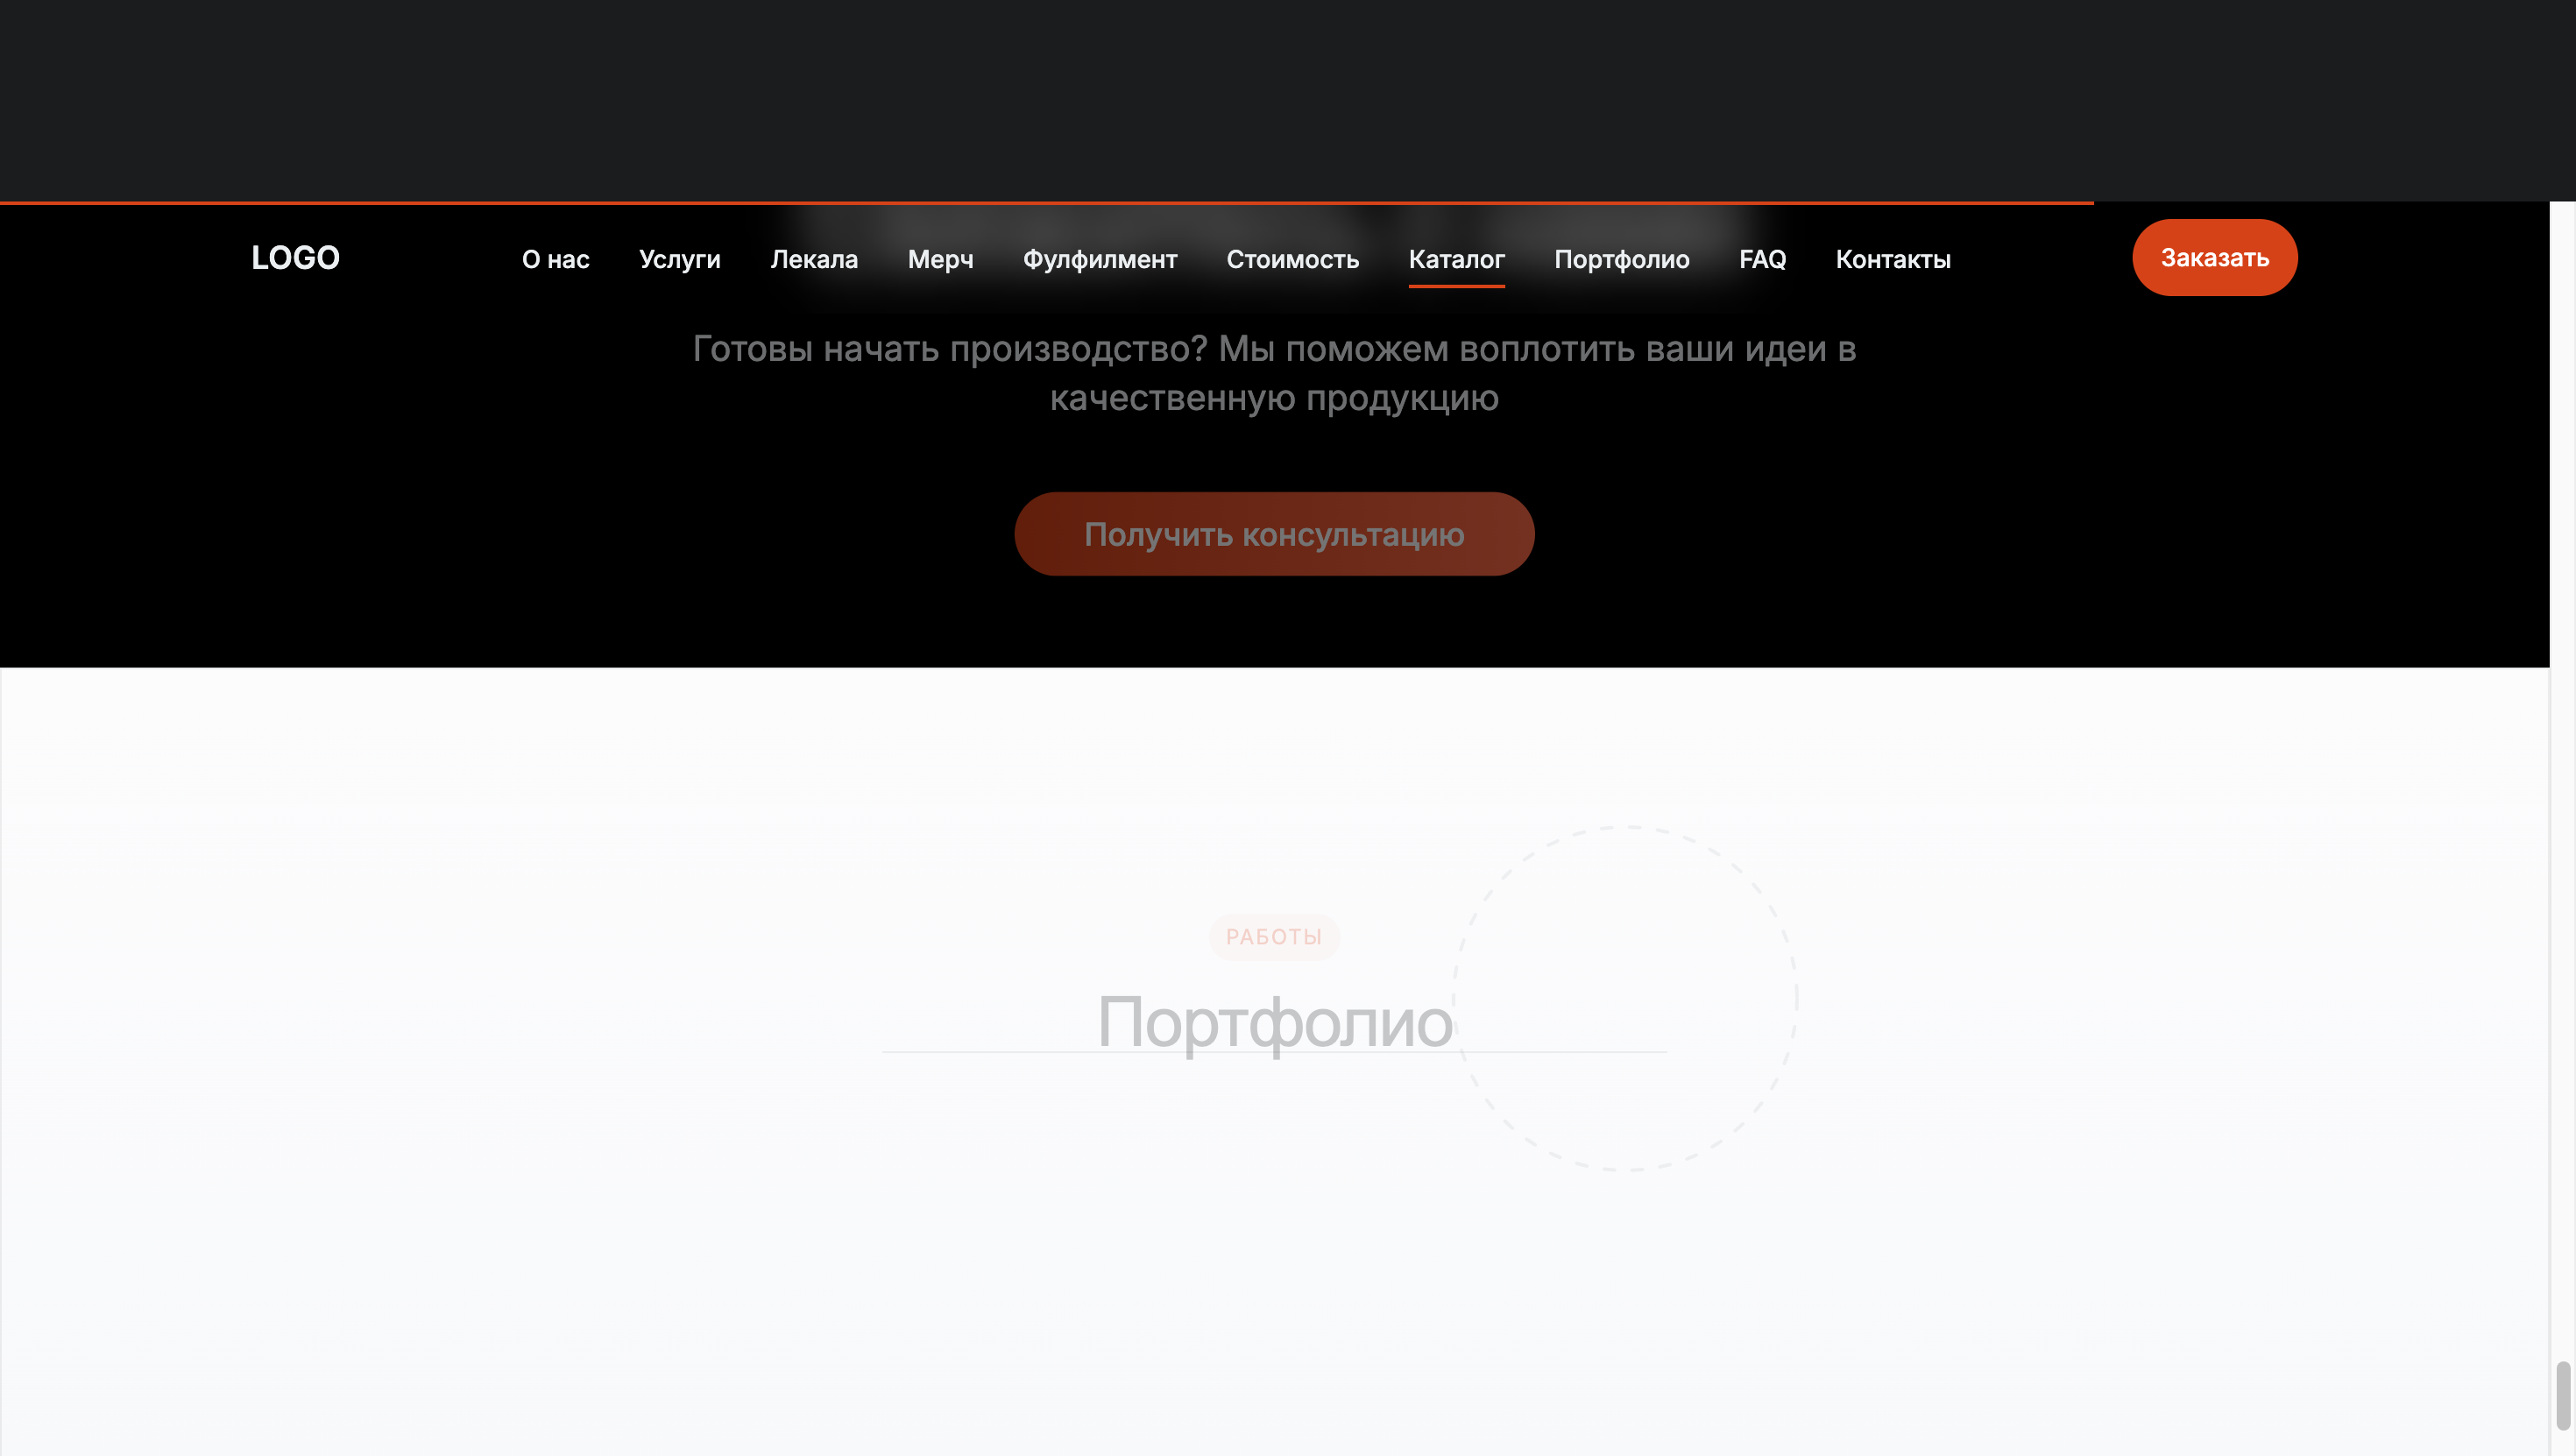 LOGO
О нас Услуги Лекала Мерч Фулфилмент Стоимость Каталог Портфолио FAQ Контакты Заказать
Готовы начать производство? Мы поможем воплотить ваши идеи в
качественную продукцию
Получить консультацию
РАБОТЫ
Портфолио